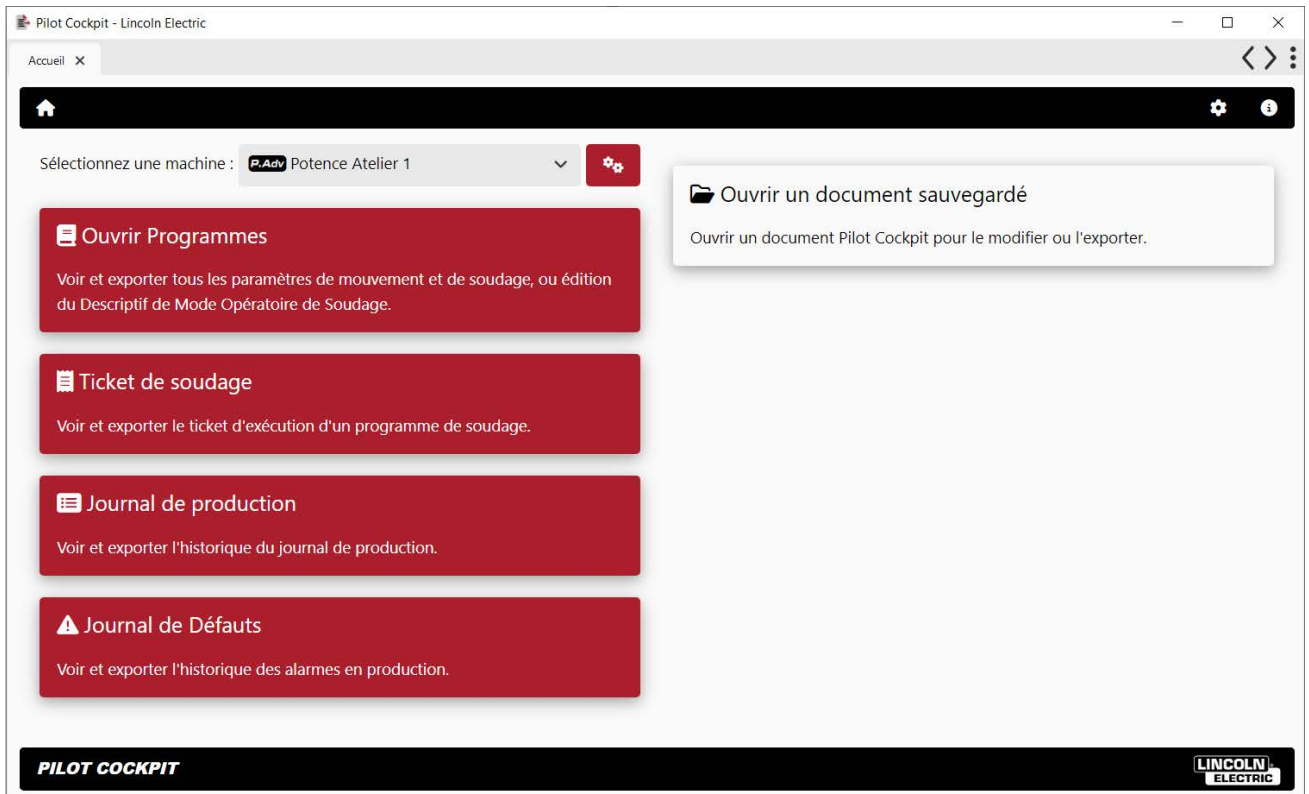 Pilot Cockpit - Lincoln Electric
Accueil
Sélectionnez une machine :
P.Adv Potence Atelier 1
Ouvrir Programmes
Voir et exporter tous les paramètres de mouvement et de soudage, ou édition
du Descriptif de Mode Opératoire de Soudage.
Ticket de soudage
Voir et exporter le ticket d'exécution d'un programme de soudage.
Journal de production
Voir et exporter l'historique du journal de production.
Journal de Défauts
Voir et exporter l'historique des alarmes en production.
Ouvrir un document sauvegardé
Ouvrir un document Pilot Cockpit pour le modifier ou l'exporter.
PILOT COCKPIT
LINCOLN
ELECTRIC